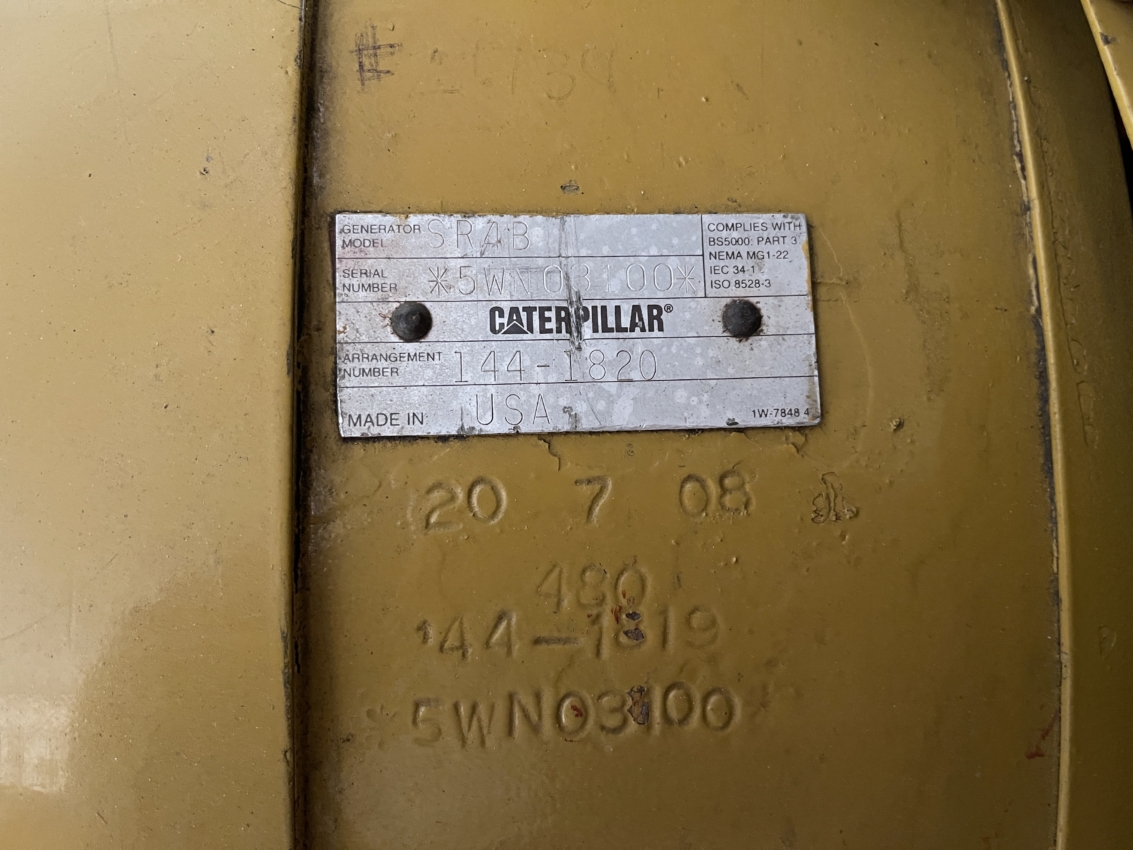 GENERATOR MODEL SR4B
COMPLIES WITH
BS5000: PART 3
NEMA MG1-22
IEC 34-1
ISO 8528-3
SERIAL NUMBER *5WN03100*
CATERPILLAR®
ARRANGEMENT NUMBER 144-1820
MADE IN USA
1W-7848 4
20 7 08
480
144-1819
*5WN03100*